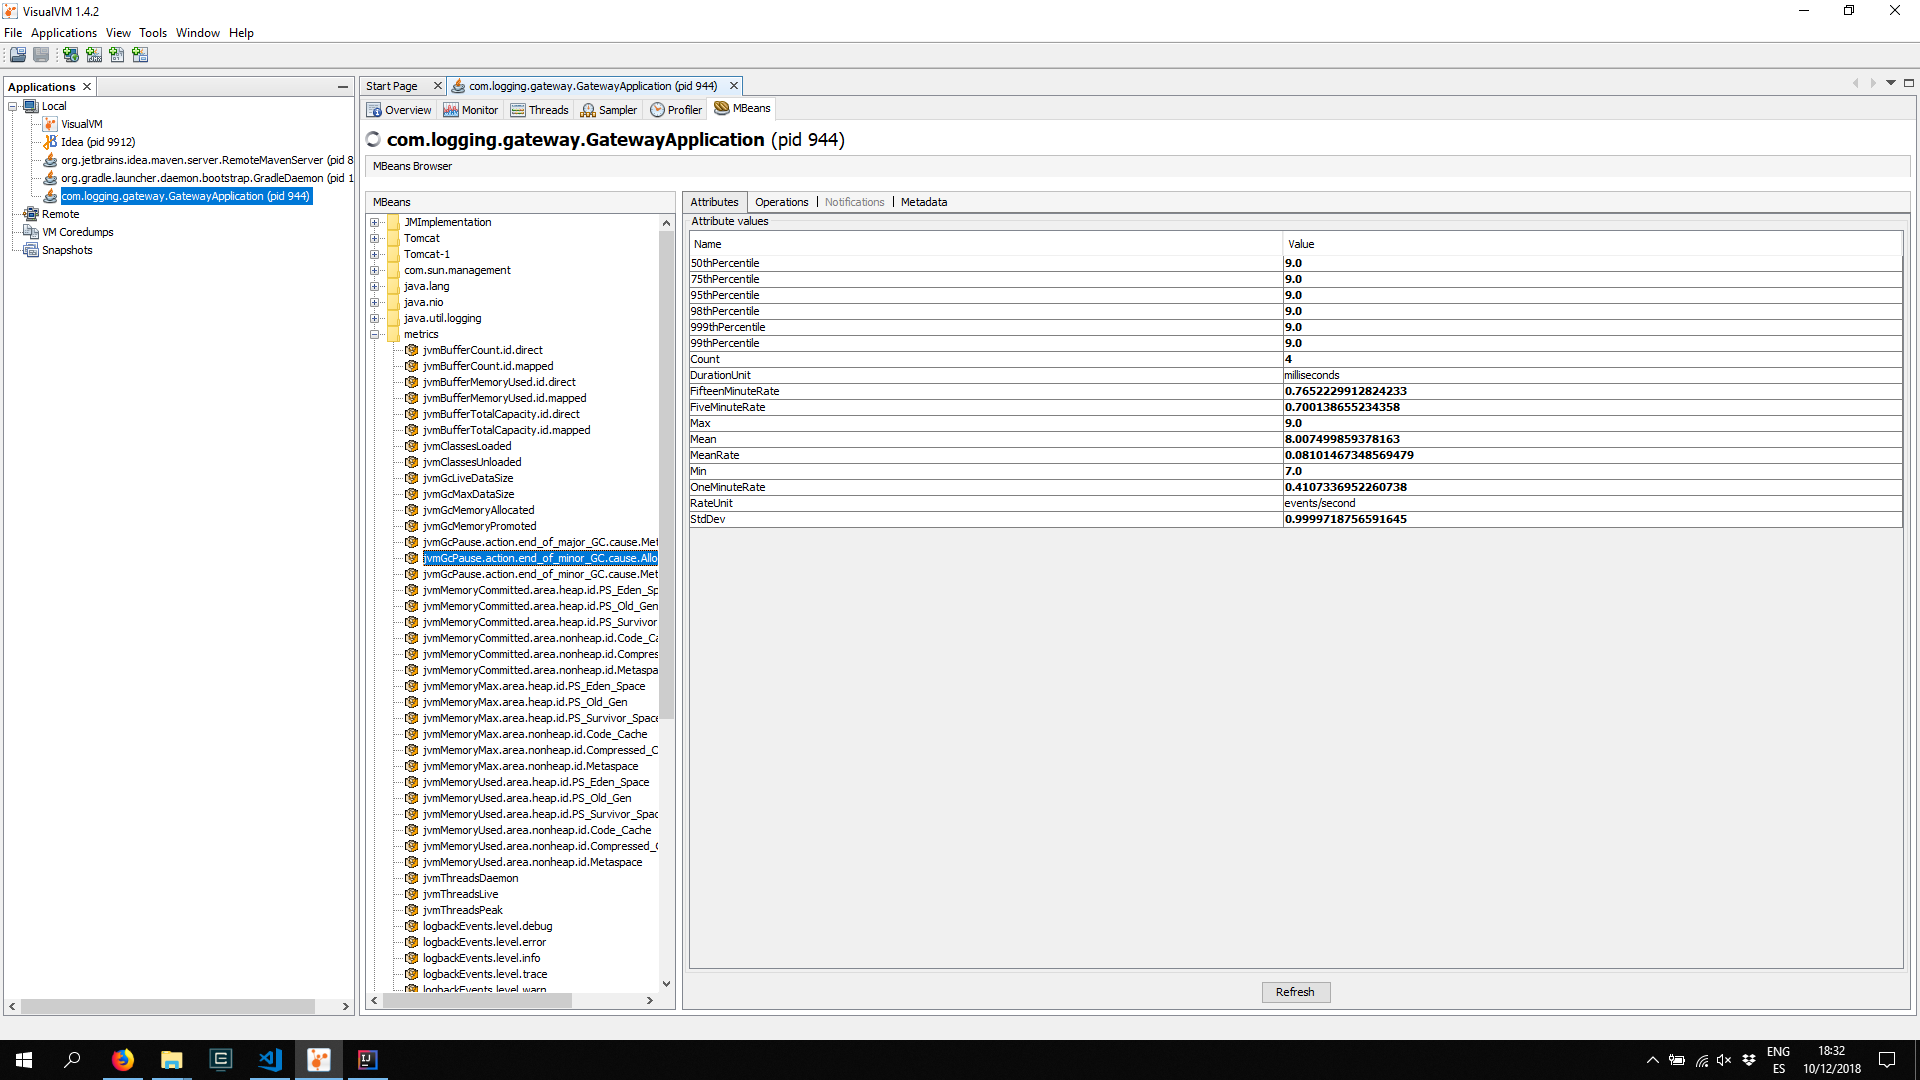 VisualVM 1.4.2
File Applications View Tools Window Help
Applications
Local
VisualVM
Idea (pid 9912)
org.jetbrains.idea.maven.server.RemoteMavenServer (pid 8
org.gradle.launcher.daemon.bootstrap.GradleDaemon (pid 1
com.logging.gateway.GatewayApplication (pid 944)
Remote
VM Coredumps
Snapshots
Start Page
com.logging.gateway.GatewayApplication (pid 944)
Overview Monitor Threads Sampler Profiler MBeans
com.logging.gateway.GatewayApplication (pid 944)
MBeans Browser
MBeans
JMImplementation
Tomcat
Tomcat-1
com.sun.management
java.lang
java.nio
java.util.logging
metrics
jvmBufferCount.id.direct
jvmBufferCount.id.mapped
jvmBufferMemoryUsed.id.direct
jvmBufferMemoryUsed.id.mapped
jvmBufferTotalCapacity.id.direct
jvmBufferTotalCapacity.id.mapped
jvmClassesLoaded
jvmClassesUnloaded
jvmGcLiveDataSize
jvmGcMaxDataSize
jvmGcMemoryAllocated
jvmGcMemoryPromoted
jvmGcPause.action.end_of_major_GC.cause.Met
jvmGcPause.action.end_of_minor_GC.cause.Allo
jvmGcPause.action.end_of_minor_GC.cause.Met
jvmMemoryCommitted.area.heap.id.PS_Eden_Sp
jvmMemoryCommitted.area.heap.id.PS_Old_Gen
jvmMemoryCommitted.area.heap.id.PS_Survivor
jvmMemoryCommitted.area.nonheap.id.Code_Ca
jvmMemoryCommitted.area.nonheap.id.Compres
jvmMemoryCommitted.area.nonheap.id.Metaspa
jvmMemoryMax.area.heap.id.PS_Eden_Space
jvmMemoryMax.area.heap.id.PS_Old_Gen
jvmMemoryMax.area.heap.id.PS_Survivor_Space
jvmMemoryMax.area.nonheap.id.Code_Cache
jvmMemoryMax.area.nonheap.id.Compressed_C
jvmMemoryMax.area.nonheap.id.Metaspace
jvmMemoryUsed.area.heap.id.PS_Eden_Space
jvmMemoryUsed.area.heap.id.PS_Old_Gen
jvmMemoryUsed.area.heap.id.PS_Survivor_Spac
jvmMemoryUsed.area.nonheap.id.Code_Cache
jvmMemoryUsed.area.nonheap.id.Compressed_C
jvmMemoryUsed.area.nonheap.id.Metaspace
jvmThreadsDaemon
jvmThreadsLive
jvmThreadsPeak
logbackEvents.level.debug
logbackEvents.level.error
logbackEvents.level.info
logbackEvents.level.trace
logbackEvents.level.warn
Attributes Operations Notifications Metadata
Attribute values
Name Value
50thPercentile 9.0
75thPercentile 9.0
95thPercentile 9.0
98thPercentile 9.0
999thPercentile 9.0
99thPercentile 9.0
Count 4
DurationUnit milliseconds
FifteenMinuteRate 0.7652229912824233
FiveMinuteRate 0.700138655234358
Max 9.0
Mean 8.007499859378163
MeanRate 0.08101467348569479
Min 7.0
OneMinuteRate 0.4107336952260738
RateUnit events/second
StdDev 0.9999718756591645
Refresh
ENG
ES
18:32
10/12/2018